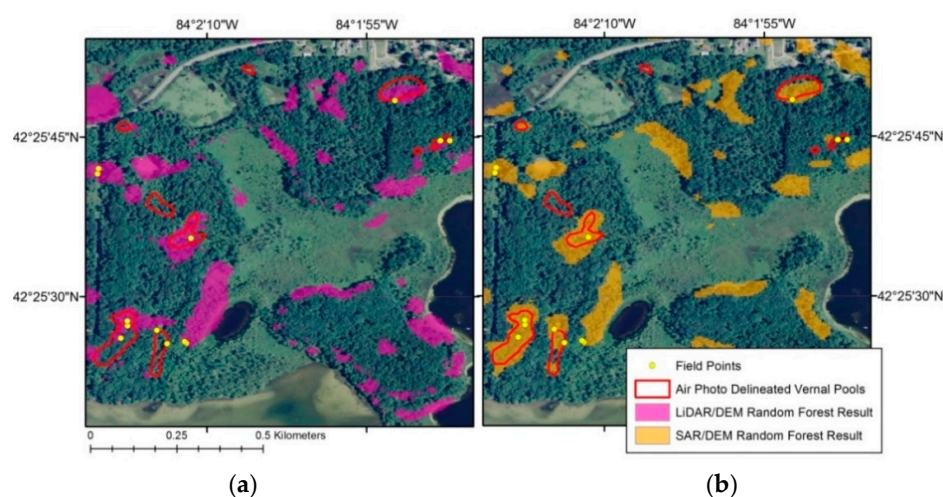 84°2'10"W 84°1'55"W 84°2'10"W 84°1'55"W
42°25'45"N 42°25'45"N
42°25'30"N 42°25'30"N
Field Points
Air Photo Delineated Vernal Pools
LiDAR/DEM Random Forest Result
SAR/DEM Random Forest Result
0 0.25 0.5 Kilometers
(a) (b)